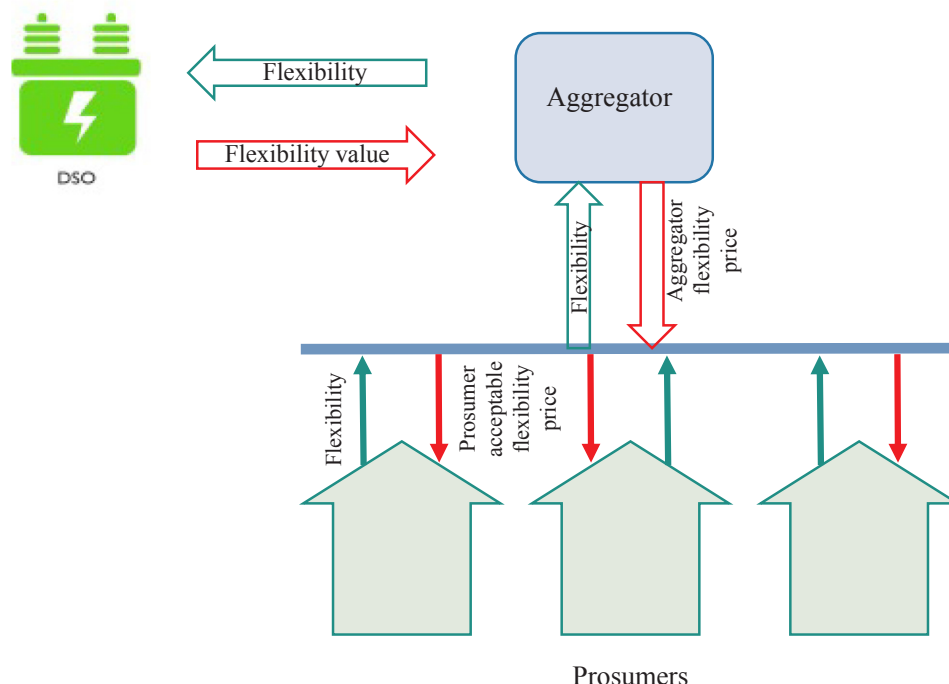 Flexibility
Aggregator
Flexibility value
DSO
Flexibility
Aggregator
flexibility
price
Flexibility
Prosumer
acceptable
flexibility
price
Prosumers